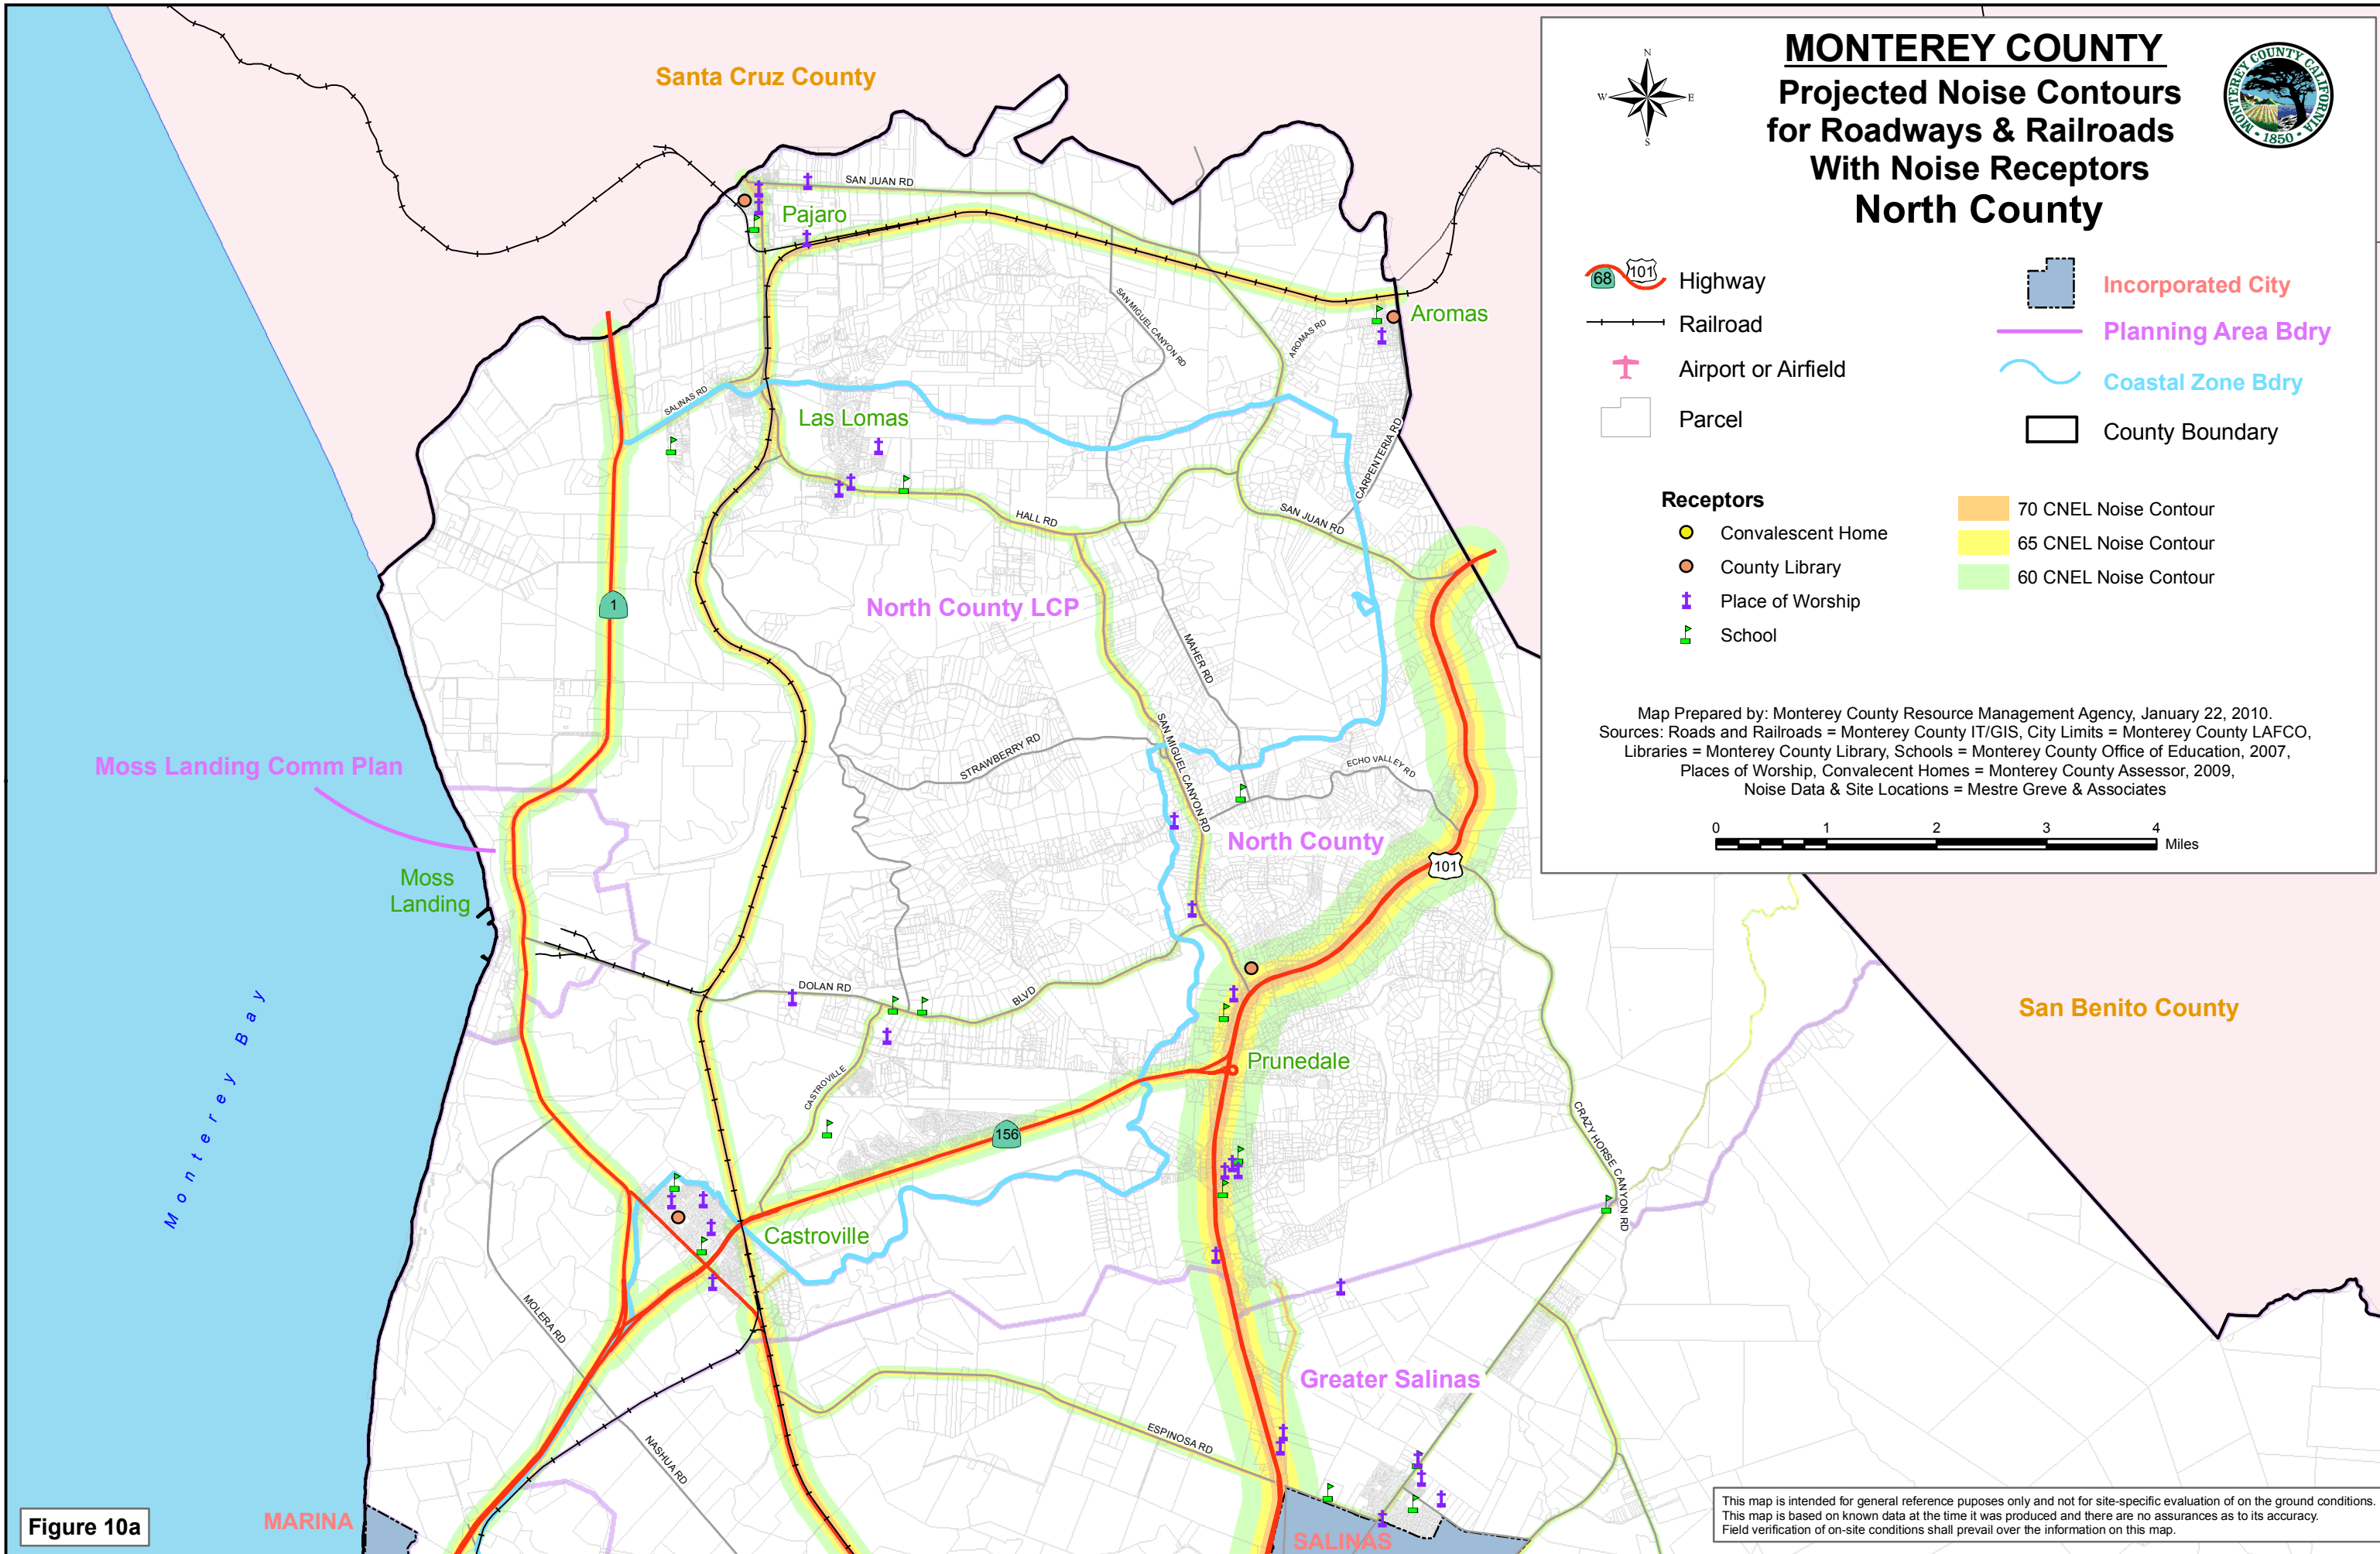 MONTEREY COUNTY
Projected Noise Contours
for Roadways & Railroads
With Noise Receptors
North County
N
W
E
S
MONTEREY COUNTY CALIFORNIA
• 1850 •
68
101
Highway
Railroad
Airport or Airfield
Parcel
Incorporated City
Planning Area Bdry
Coastal Zone Bdry
County Boundary
Receptors
Convalescent Home
County Library
Place of Worship
School
70 CNEL Noise Contour
65 CNEL Noise Contour
60 CNEL Noise Contour
Map Prepared by: Monterey County Resource Management Agency, January 22, 2010.
Sources: Roads and Railroads = Monterey County IT/GIS, City Limits = Monterey County LAFCO,
Libraries = Monterey County Library, Schools = Monterey County Office of Education, 2007,
Places of Worship, Convalecent Homes = Monterey County Assessor, 2009,
Noise Data & Site Locations = Mestre Greve & Associates
0 1 2 3 4
Miles
Santa Cruz County
SAN JUAN RD
Pajaro
SAN MIGUEL CANYON RD
AROMAS RD
Aromas
SALINAS RD
Las Lomas
CARPENTERIA RD
HALL RD
SAN JUAN RD
1
North County LCP
MAHER RD
SAN MIGUEL CANYON RD
STRAWBERRY RD
ECHO VALLEY RD
Moss Landing Comm Plan
North County
101
Moss
Landing
DOLAN RD
BLVD
CASTROVILLE
San Benito County
Monterey Bay
Prunedale
156
CRAZY HORSE CANYON RD
Castroville
MOLERA RD
Greater Salinas
ESPINOSA RD
NASHUA RD
MARINA
SALINAS
Figure 10a
This map is intended for general reference puposes only and not for site-specific evaluation of on the ground conditions.
This map is based on known data at the time it was produced and there are no assurances as to its accuracy.
Field verification of on-site conditions shall prevail over the information on this map.